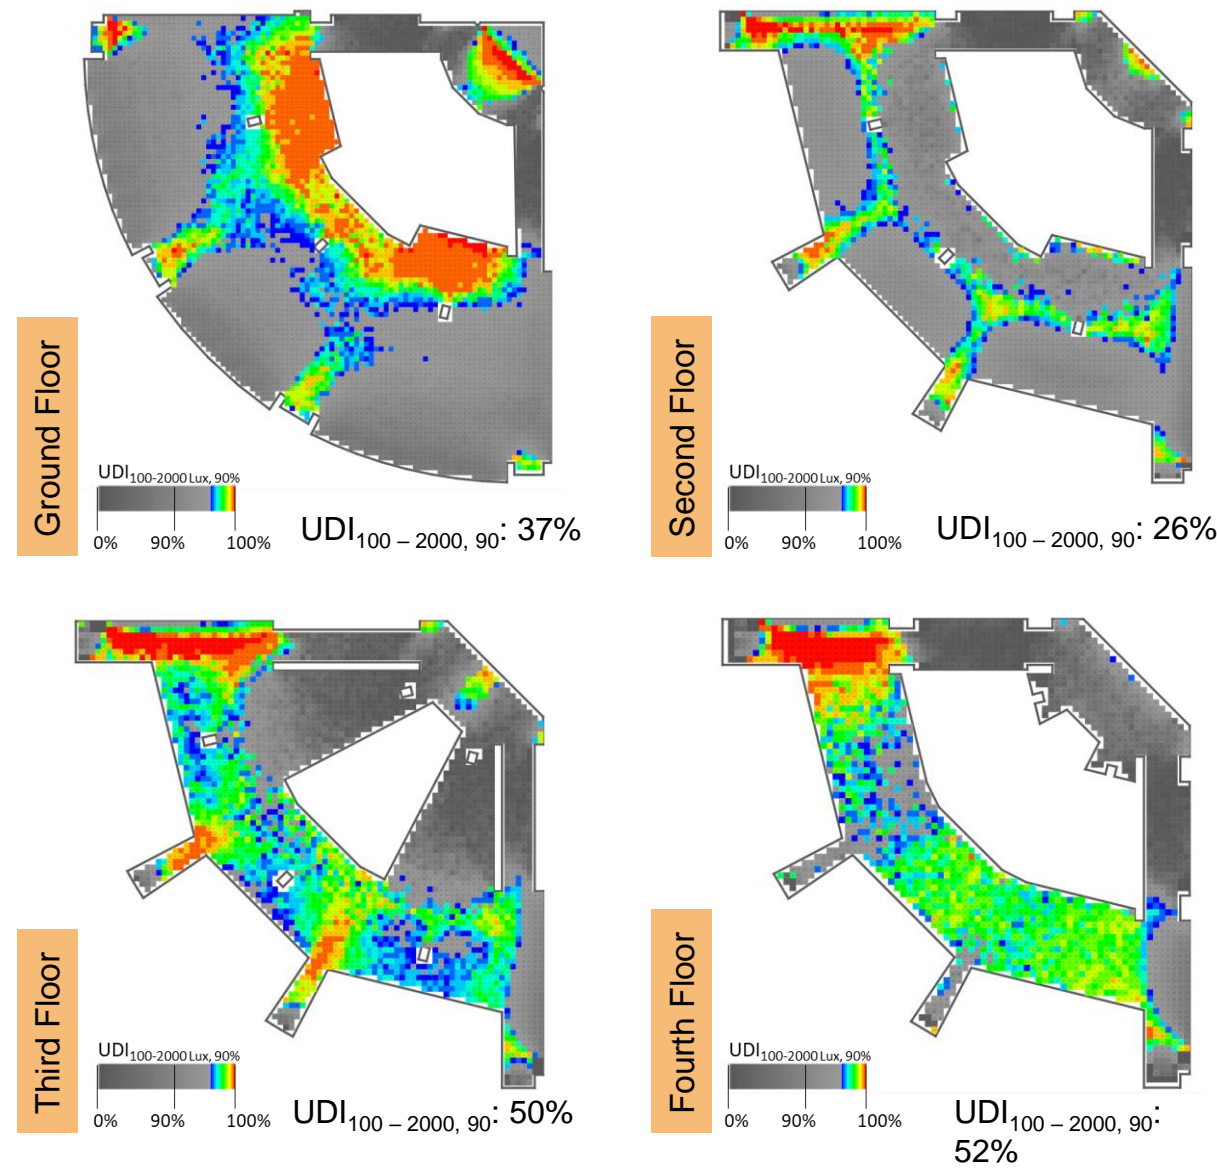 Ground Floor
UDI100-2000 Lux, 90%
0% 90% 100%
UDI100 – 2000, 90: 37%
Second Floor
UDI100-2000 Lux, 90%
0% 90% 100%
UDI100 – 2000, 90: 26%
Third Floor
UDI100-2000 Lux, 90%
0% 90% 100%
UDI100 – 2000, 90: 50%
Fourth Floor
UDI100-2000 Lux, 90%
0% 90% 100%
UDI100 – 2000, 90:
52%